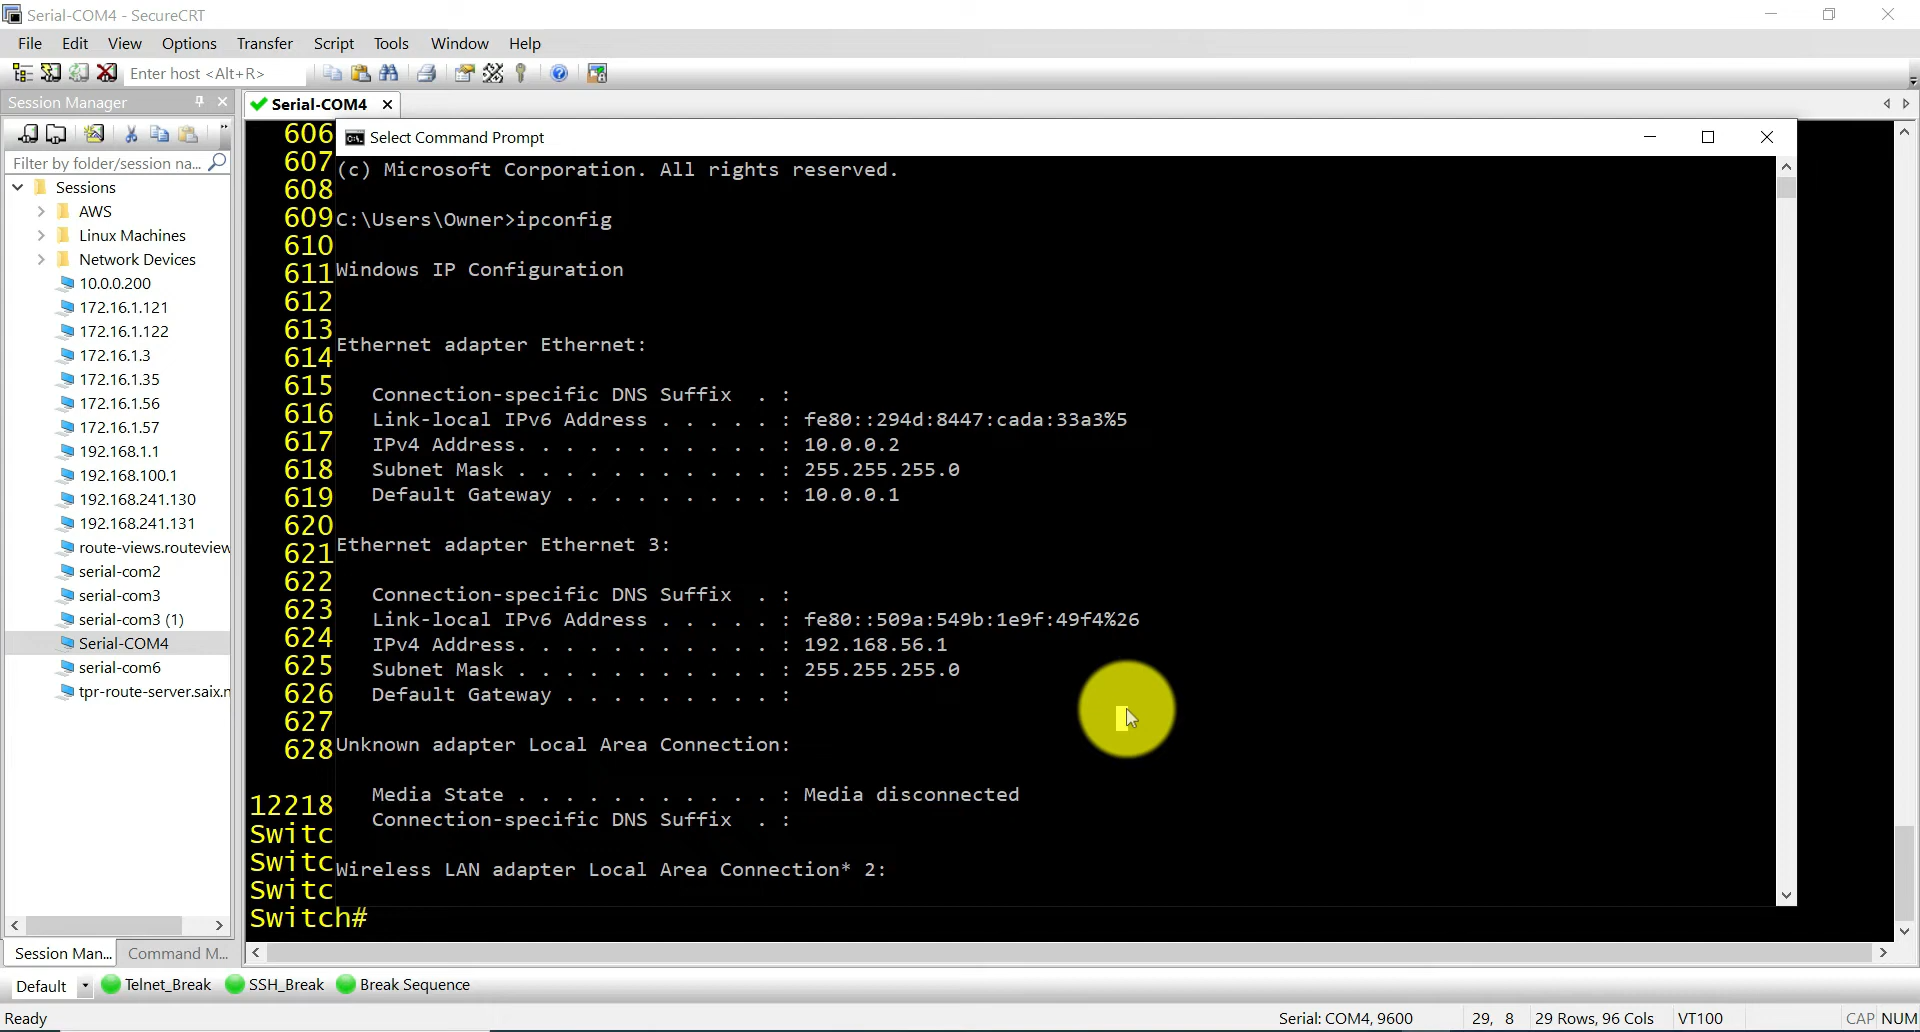 Serial-COM4 - SecureCRT
File Edit View Options Transfer Script Tools Window Help
Enter host <Alt+R>
Session Manager
Serial-COM4
Filter by folder/session na...
Sessions
AWS
Linux Machines
Network Devices
10.0.0.200
172.16.1.121
172.16.1.122
172.16.1.3
172.16.1.35
172.16.1.56
172.16.1.57
192.168.1.1
192.168.100.1
192.168.241.130
192.168.241.131
route-views.routeview
serial-com2
serial-com3
serial-com3 (1)
Serial-COM4
serial-com6
tpr-route-server.saix.n
Session Man... Command M...
606
607
608
609
610
611
612
613
614
615
616
617
618
619
620
621
622
623
624
625
626
627
628
12218
Switc
Switc
Switc
Switch#
Select Command Prompt
(c) Microsoft Corporation. All rights reserved.
C:\Users\Owner>ipconfig
Windows IP Configuration
Ethernet adapter Ethernet:
Connection-specific DNS Suffix . :
Link-local IPv6 Address . . . . . : fe80::294d:8447:cada:33a3%5
IPv4 Address. . . . . . . . . . . : 10.0.0.2
Subnet Mask . . . . . . . . . . . : 255.255.255.0
Default Gateway . . . . . . . . . : 10.0.0.1
Ethernet adapter Ethernet 3:
Connection-specific DNS Suffix . :
Link-local IPv6 Address . . . . . : fe80::509a:549b:1e9f:49f4%26
IPv4 Address. . . . . . . . . . . : 192.168.56.1
Subnet Mask . . . . . . . . . . . : 255.255.255.0
Default Gateway . . . . . . . . . :
Unknown adapter Local Area Connection:
Media State . . . . . . . . . . . : Media disconnected
Connection-specific DNS Suffix . :
Wireless LAN adapter Local Area Connection* 2:
Default Telnet_Break SSH_Break Break Sequence
Ready Serial: COM4, 9600 29, 8 29 Rows, 96 Cols VT100 CAP NUM